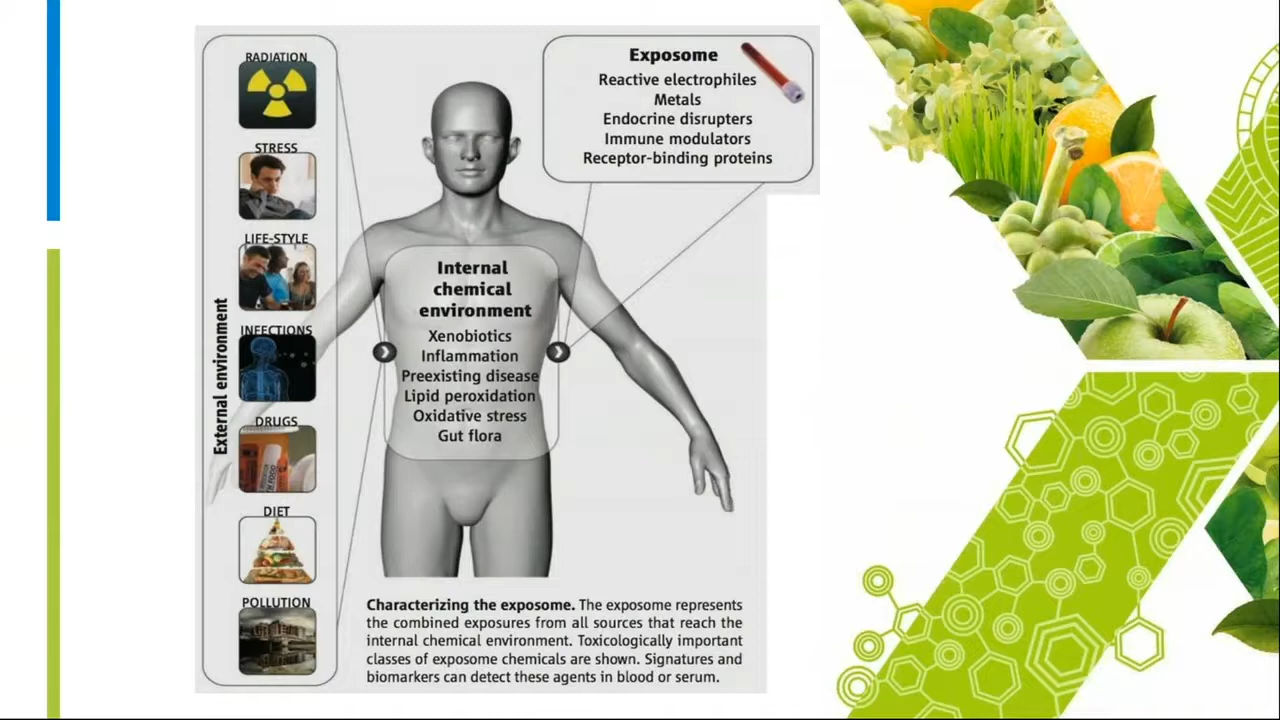 RADIATION
STRESS
LIFE-STYLE
INFECTIONS
DRUGS
DIET
POLLUTION
External environment
Internal
chemical
environment
Xenobiotics
Inflammation
Preexisting disease
Lipid peroxidation
Oxidative stress
Gut flora
Exposome
Reactive electrophiles
Metals
Endocrine disrupters
Immune modulators
Receptor-binding proteins
Characterizing the exposome. The exposome represents
the combined exposures from all sources that reach the
internal chemical environment. Toxicologically important
classes of exposome chemicals are shown. Signatures and
biomarkers can detect these agents in blood or serum.